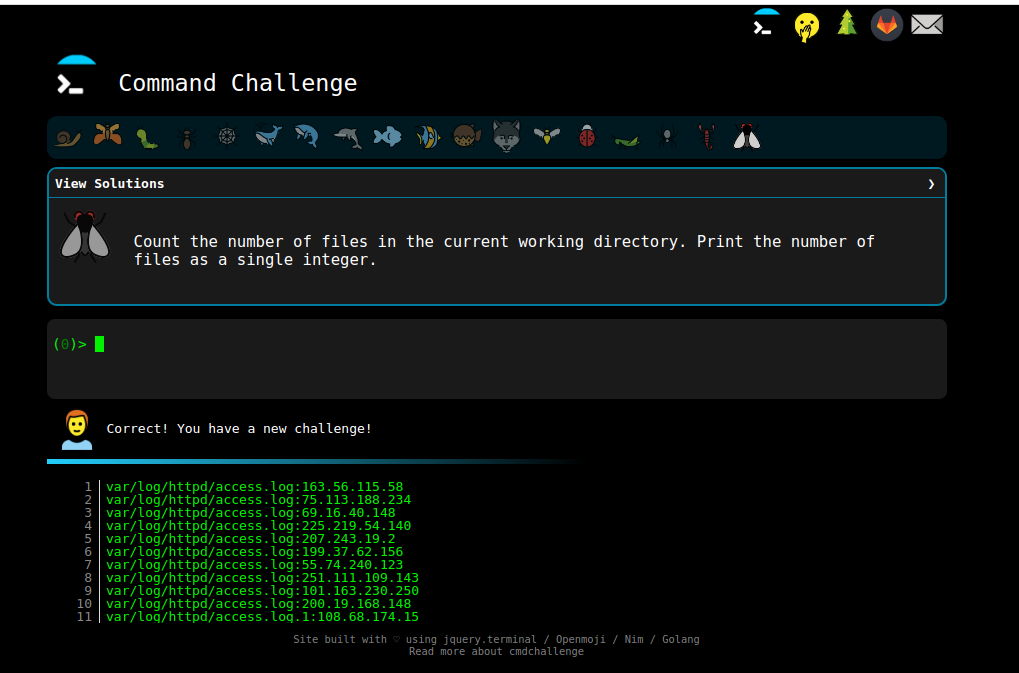 Command Challenge
View Solutions
Count the number of files in the current working directory. Print the number of
files as a single integer.
(0)>
Correct! You have a new challenge!
1 var/log/httpd/access.log:163.56.115.58
2 var/log/httpd/access.log:75.113.188.234
3 var/log/httpd/access.log:69.16.40.148
4 var/log/httpd/access.log:225.219.54.140
5 var/log/httpd/access.log:207.243.19.2
6 var/log/httpd/access.log:199.37.62.156
7 var/log/httpd/access.log:55.74.240.123
8 var/log/httpd/access.log:251.111.109.143
9 var/log/httpd/access.log:101.163.230.250
10 var/log/httpd/access.log:200.19.168.148
11 var/log/httpd/access.log.1:108.68.174.15
Site built with ♡ using jquery.terminal / Openmoji / Nim / Golang
Read more about cmdchallenge